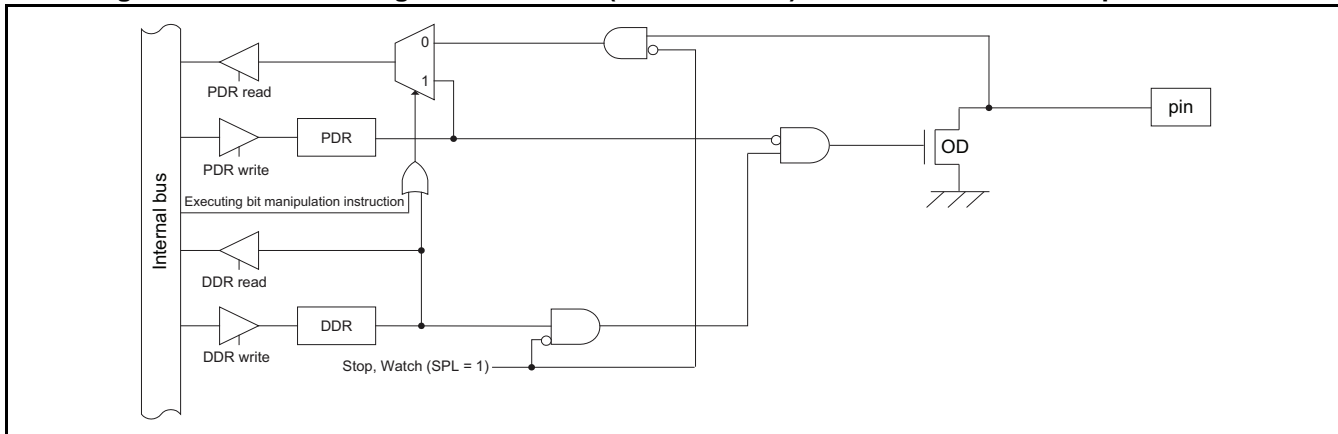 0
1
PDR read
pin
PDR
OD
PDR write
Executing bit manipulation instruction
Internal bus
DDR read
DDR
DDR write
Stop, Watch (SPL = 1)